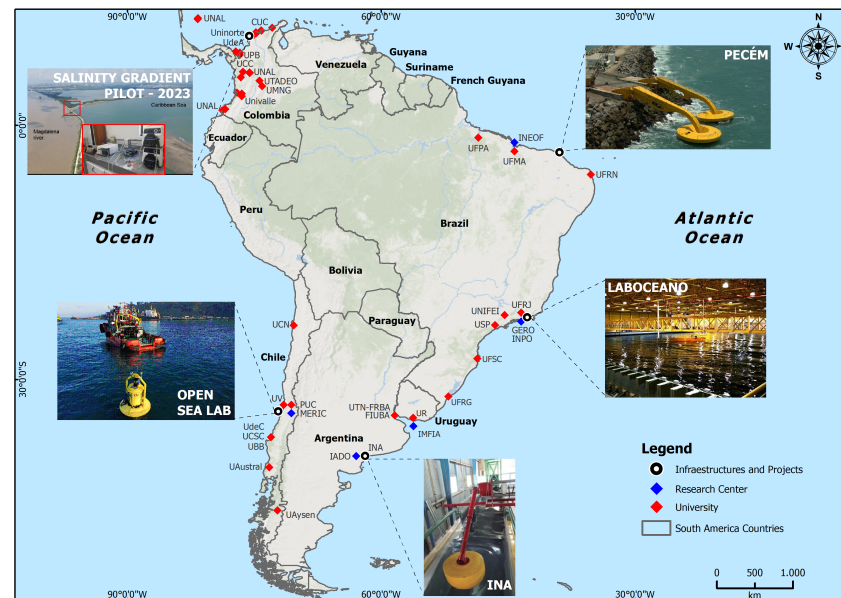 90°0'0"W
60°0'0"W
30°0'0"W
N
W
E
S
UNAL
CUC
Uninorte
UdeA
UPB
UCC
UNAL
UTADEO
UMNG
Univalle
UNAL
Colombia
Venezuela
Guyana
Suriname
French Guyana
SALINITY GRADIENT
PILOT - 2023
Caribbean Sea
Magdalena
river
PECÉM
0°0'0"
Ecuador
INEOF
UFPA
UFMA
UFRN
Peru
Brazil
Pacific
Ocean
Atlantic
Ocean
Bolivia
LABOCEANO
UNIFEI
UFRJ
USP
GERO
INPO
Paraguay
UCN
Chile
UFSC
OPEN
SEA LAB
30°0'0"S
UV
PUC
MERIC
UTN-FRBA
FIUBA
UR
UFRG
Uruguay
IMFIA
UdeC
UCSC
UBB
Argentina
INA
IADO
UAustral
UAysen
INA
Legend
Infraestructures and Projects
Research Center
University
South America Countries
0
500
1.000
km
90°0'0"W
60°0'0"W
30°0'0"W